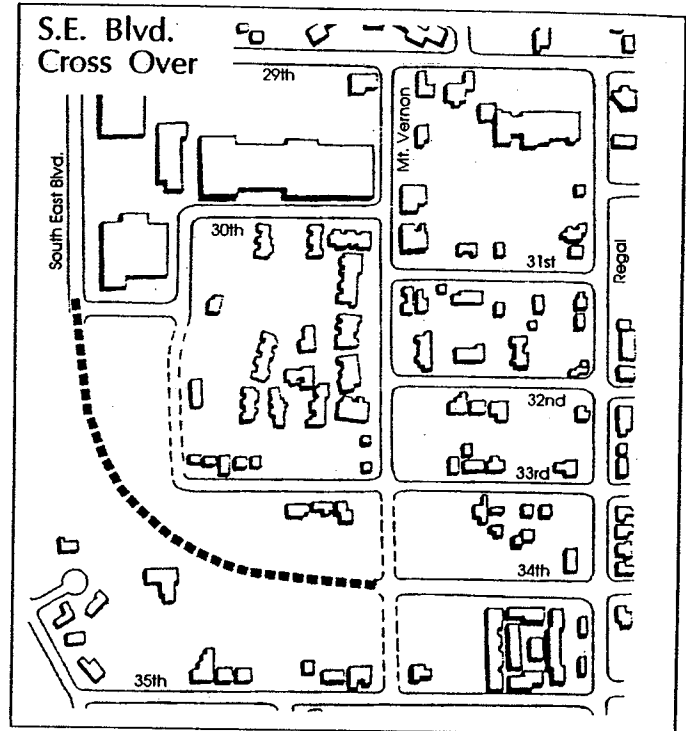 S.E. Blvd.
Cross Over
29th
Mt. Vernon
South East Blvd.
30th
31st
Regal
32nd
33rd
34th
35th